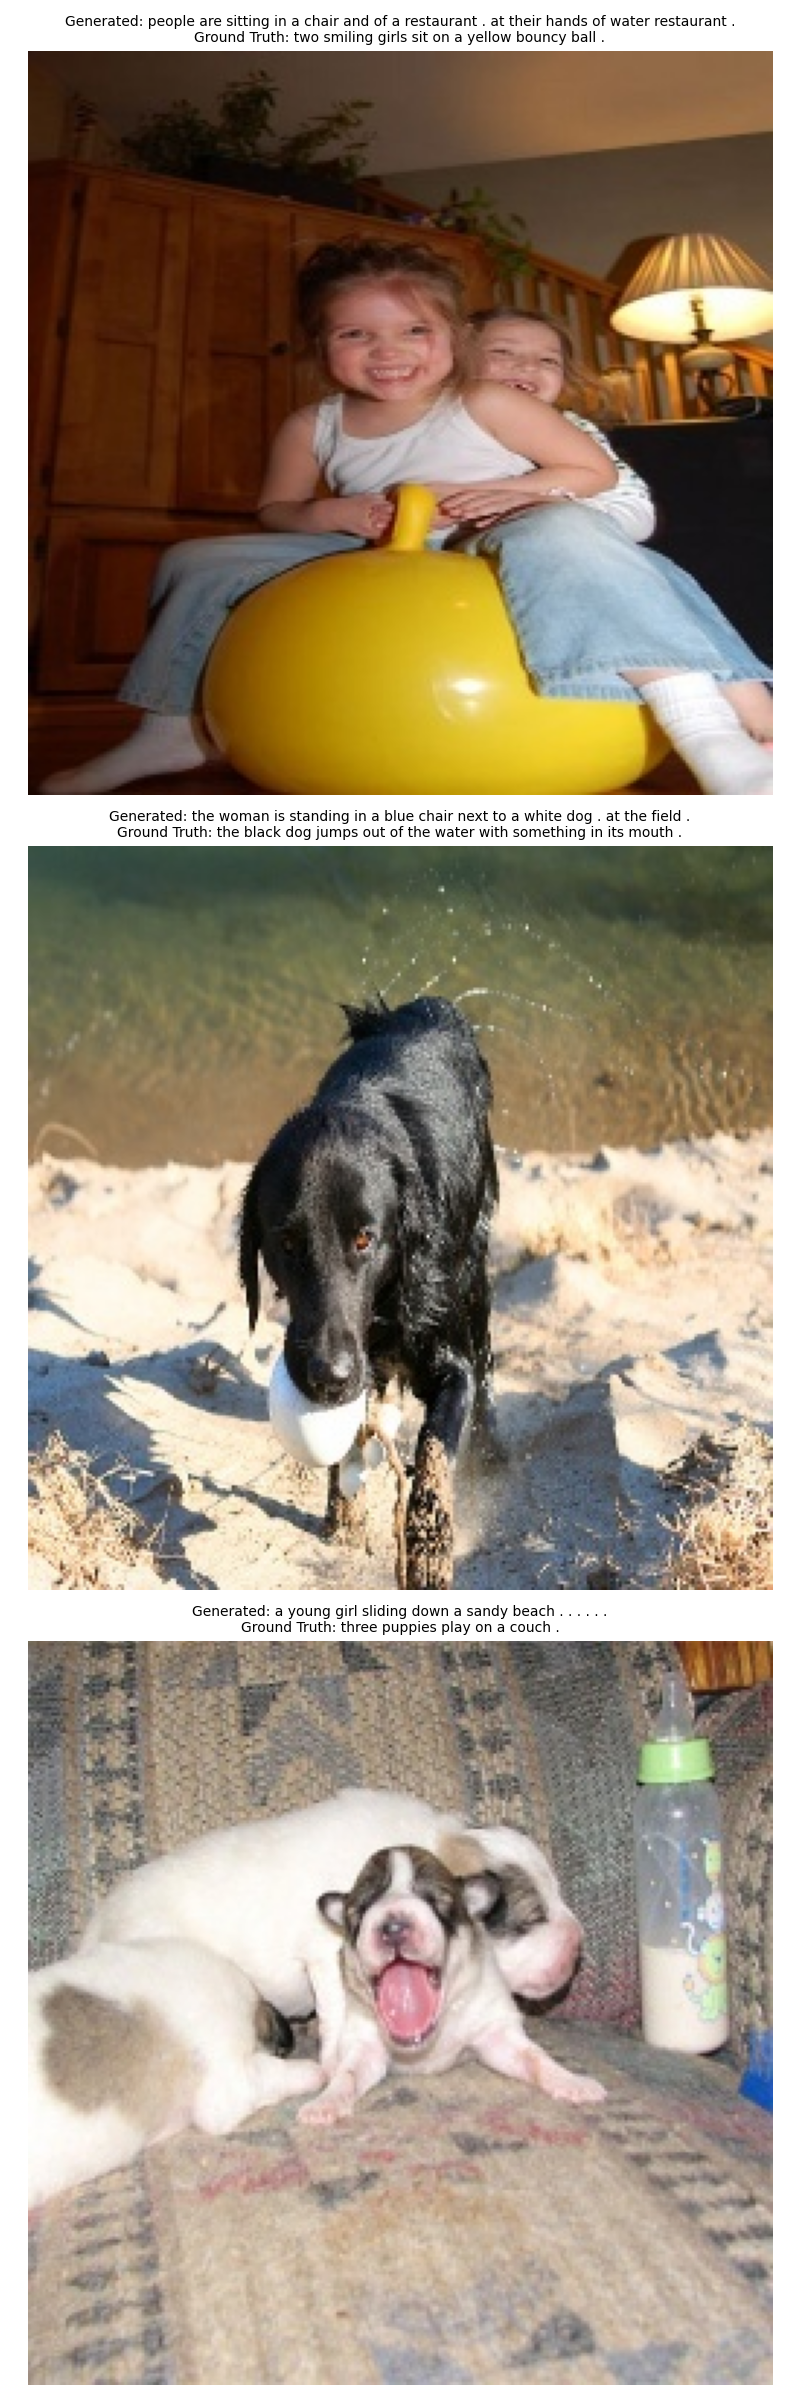 Generated: people are sitting in a chair and of a restaurant . at their hands of water restaurant .
Ground Truth: two smiling girls sit on a yellow bouncy ball .
Generated: the woman is standing in a blue chair next to a white dog . at the field .
Ground Truth: the black dog jumps out of the water with something in its mouth .
Generated: a young girl sliding down a sandy beach . . . . . .
Ground Truth: three puppies play on a couch .